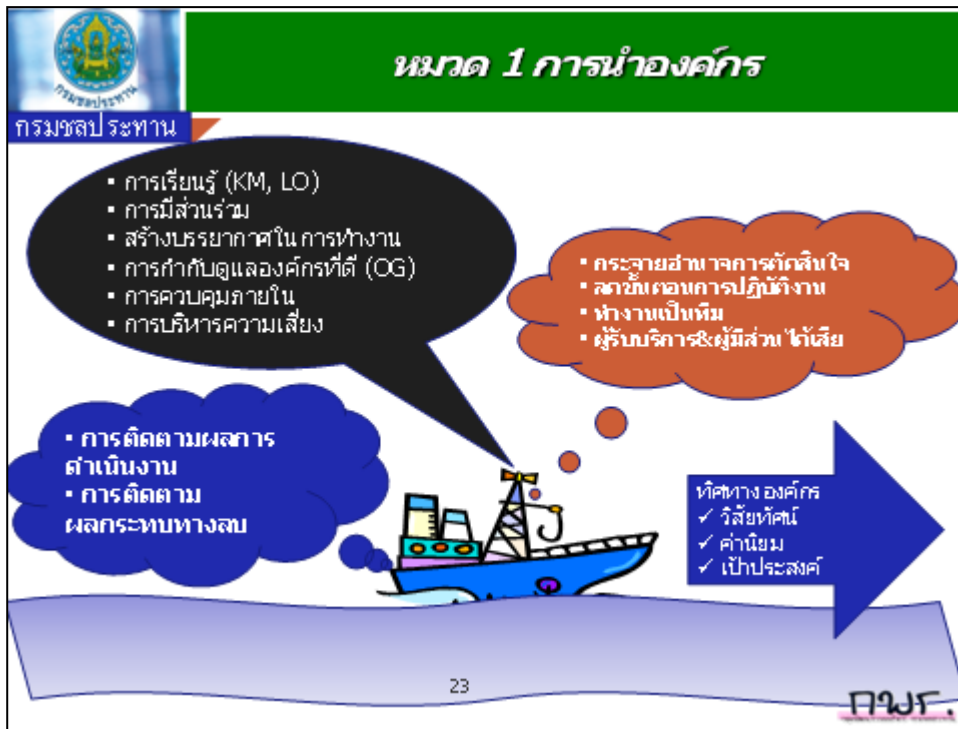 หมวด 1 การนำองค์กร
กรมชลประทาน
กรมชลประทาน
▪ การเรียนรู้ (KM, LO)
▪ การมีส่วนร่วม
▪ สร้างบรรยากาศใน การทำงาน
▪ การกำกับดูแลองค์กรที่ดี (OG)
▪ การควบคุมภายใน
▪ การบริหารความเสี่ยง
▪ กระจายอำนาจการตัดสินใจ
▪ ลดขั้นตอนการปฏิบัติงาน
▪ ทำงานเป็นทีม
▪ ผู้รับบริการ&ผู้มีส่วนได้เสีย
▪ การติดตามผลการ
ดำเนินงาน
▪ การติดตาม
ผลกระทบทางลบ
ทิศทางองค์กร
✓ วิสัยทัศน์
✓ ค่านิยม
✓ เป้าประสงค์
23
กพร.